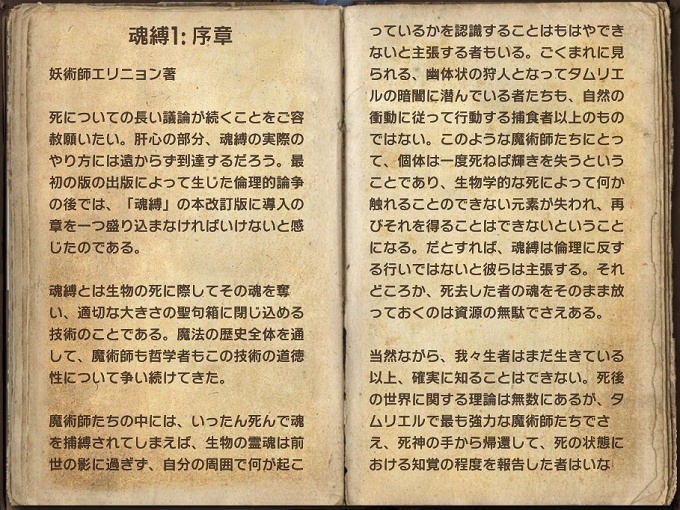 魂縛1: 序章
妖術師エリニョン著
死についての長い議論が続くことをご容
赦願いたい。肝心の部分、魂縛の実際の
やり方には遠からず到達するだろう。最
初の版の出版によって生じた倫理的論争
の後では、「魂縛」の本改訂版に導入の
章を一つ盛り込まなければいけないと感
じたのである。
魂縛とは生物の死に際してその魂を奪
い、適切な大きさの聖句箱に閉じ込める
技術のことである。魔法の歴史全体を通
して、魔術師も哲学者もこの技術の道徳
性について争い続けてきた。
魔術師たちの中には、いったん死んで魂
を捕縛されてしまえば、生物の霊魂は前
世の影に過ぎず、自分の周囲で何が起こ
っているかを認識することはもはやでき
ないと主張する者もいる。ごくまれに見
られる、幽体状の狩人となってタムリエ
ルの暗闇に潜んでいる者たちも、自然の
衝動に従って行動する捕食者以上のもの
ではない。このような魔術師たちにとっ
て、個体は一度死ねば輝きを失うという
ことであり、生物学的な死によって何か
触れることのできない元素が失われ、再
びそれを得ることはできないということ
になる。だとすれば、魂縛は倫理に反す
る行いではないと彼らは主張する。それ
どころか、死去した者の魂をそのまま放
っておくのは資源の無駄でさえある。
当然ながら、我々生者はまだ生きている
以上、確実に知ることはできない。死後
の世界に関する理論は無数にあるが、タ
ムリエルで最も強力な魔術師たちでさ
え、死神の手から帰還して、死の状態に
おける知覚の程度を報告した者はいな